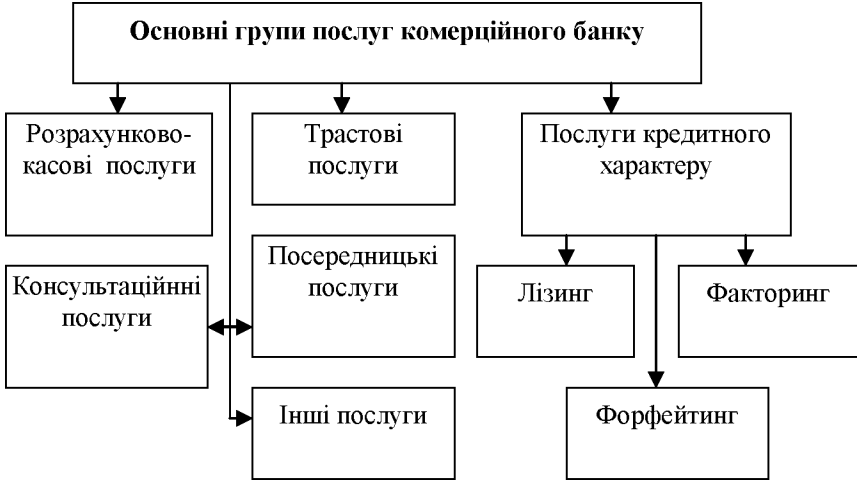 Основні групи послуг комерційного банку
Розрахунково-
касові послуги
Трастові
послуги
Послуги кредитного
характеру
Консультаційнні
послуги
Посередницькі
послуги
Лізинг
Факторинг
Інші послуги
Форфейтинг